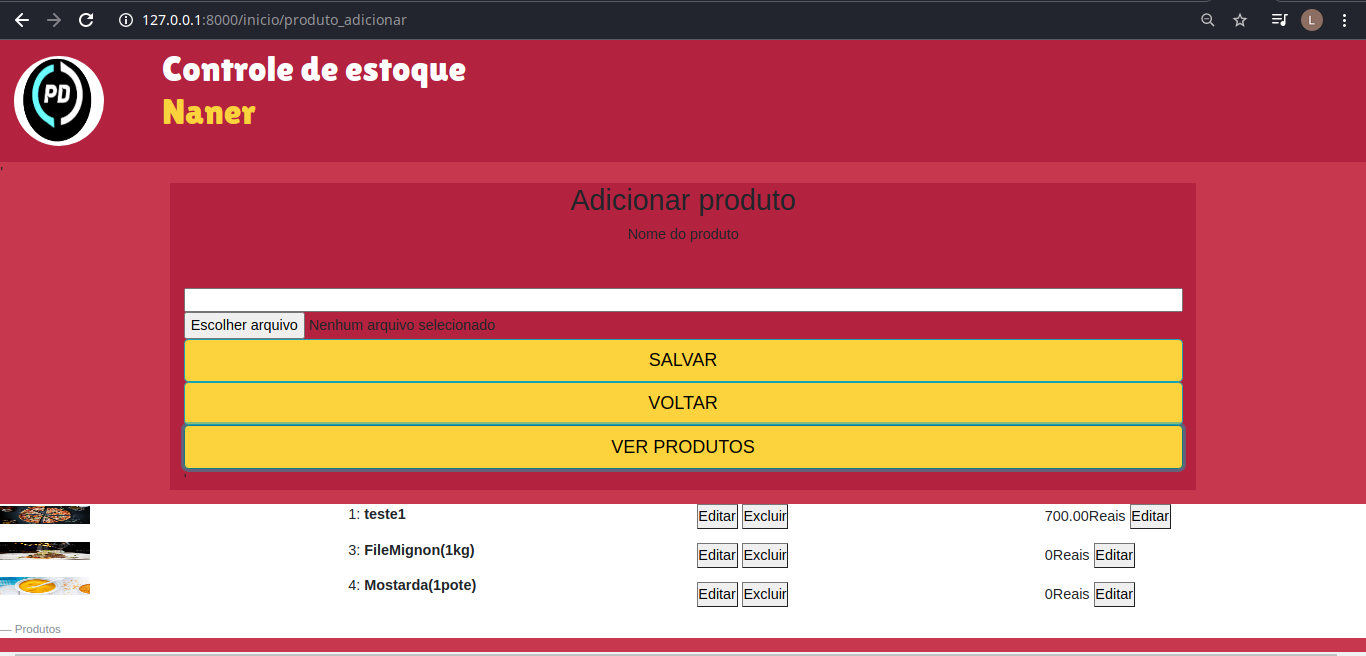 127.0.0.1:8000/inicio/produto_adicionar
L
PD
Controle de estoque
Naner
Adicionar produto
Nome do produto
Escolher arquivo Nenhum arquivo selecionado
SALVAR
VOLTAR
VER PRODUTOS
1: teste1 Editar Excluir 700.00Reais Editar
3: FileMignon(1kg) Editar Excluir 0Reais Editar
4: Mostarda(1pote) Editar Excluir 0Reais Editar
— Produtos